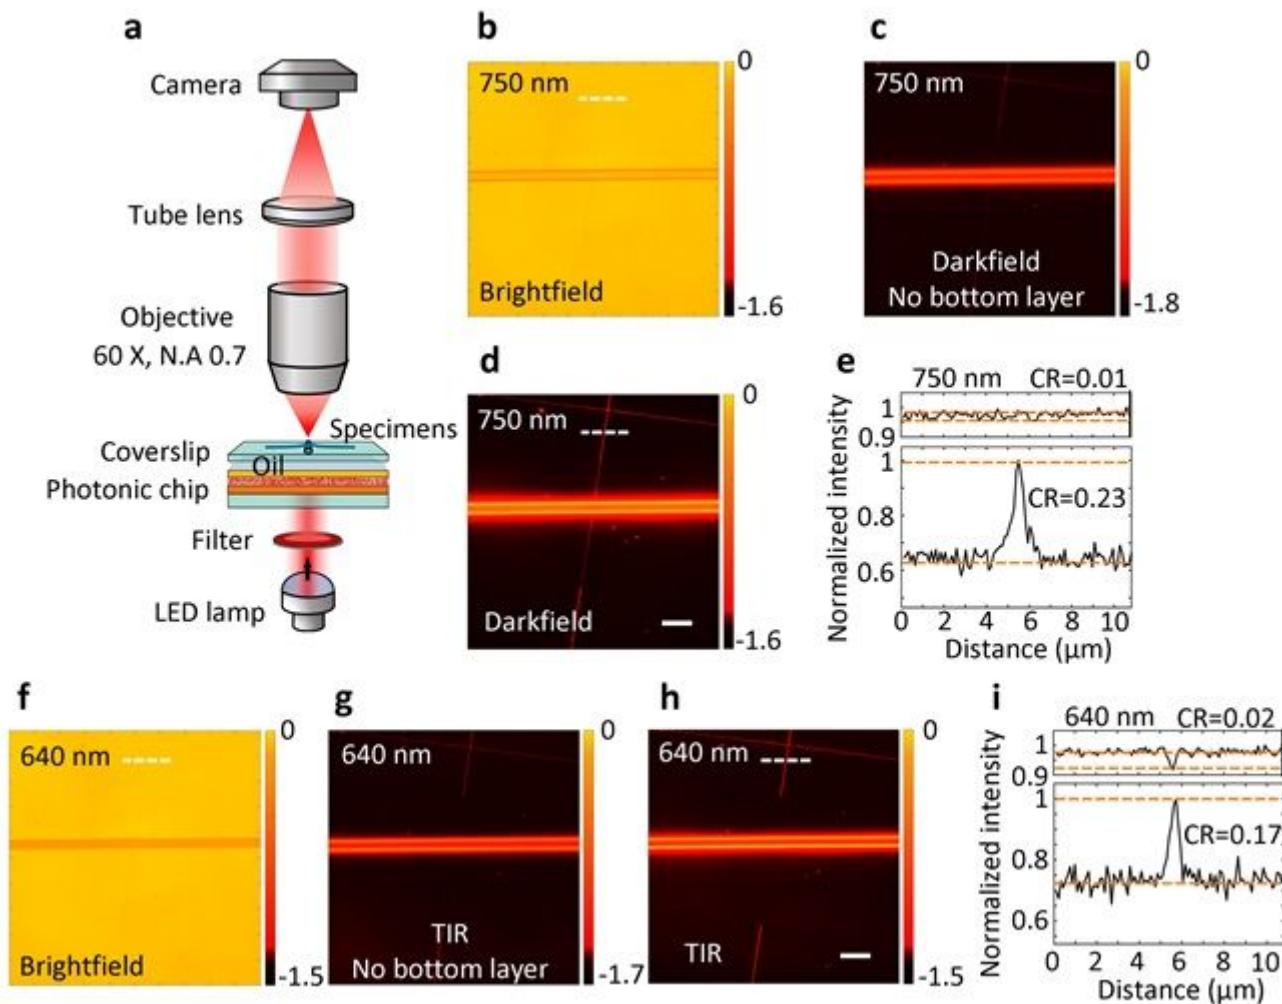 a
Camera
Tube lens
Objective
60 X, N.A 0.7
Specimens
Coverslip
Oil
Photonic chip
Filter
LED lamp
b
750 nm
Brightfield
0
-1.6
c
750 nm
Darkfield
No bottom layer
0
-1.8
d
750 nm
Darkfield
0
-1.6
e
750 nm CR=0.01
1
0.9
1
CR=0.23
0.8
0.6
Normalized intensity
0 2 4 6 8 10
Distance (μm)
f
640 nm
Brightfield
0
-1.5
g
640 nm
TIR
No bottom layer
0
-1.7
h
640 nm
TIR
0
-1.5
i
640 nm CR=0.02
1
0.9
1
CR=0.17
0.8
0.6
Normalized intensity
0 2 4 6 8 10
Distance (μm)